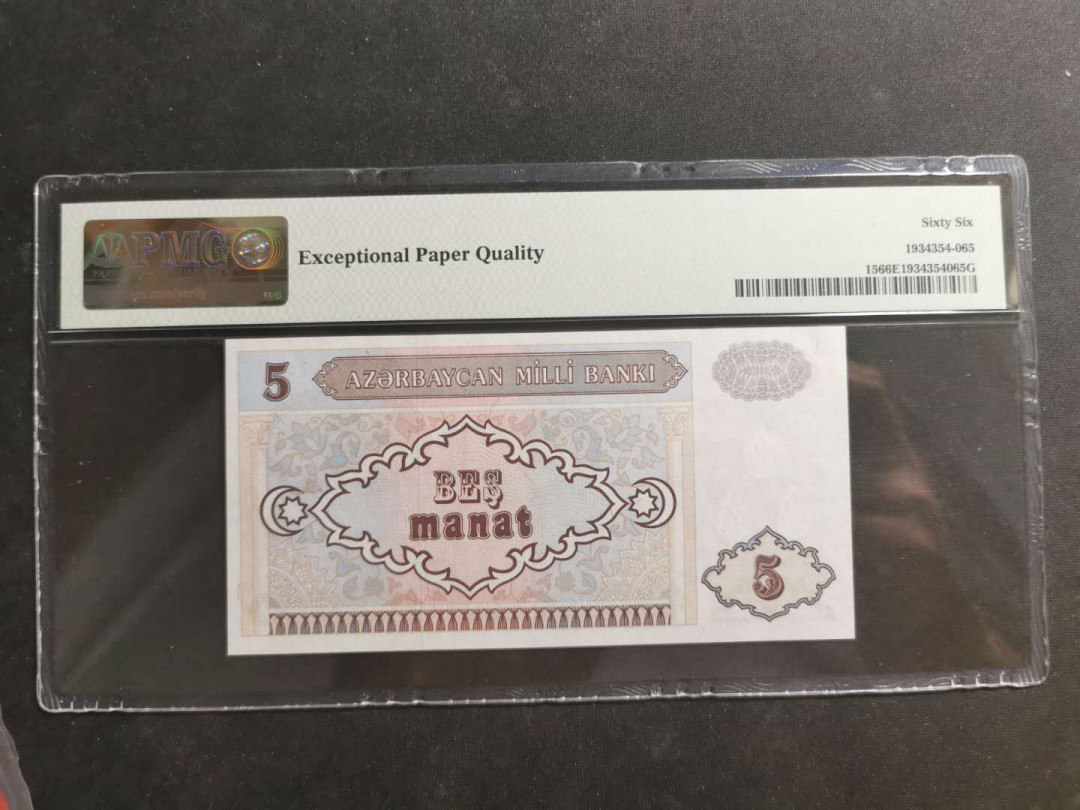 PMG
Exceptional Paper Quality
Sixty Six
1934354-065
1566E1934354065G
5
AZƏRBAYCAN MİLLİ BANKI
BEŞ
manat
5